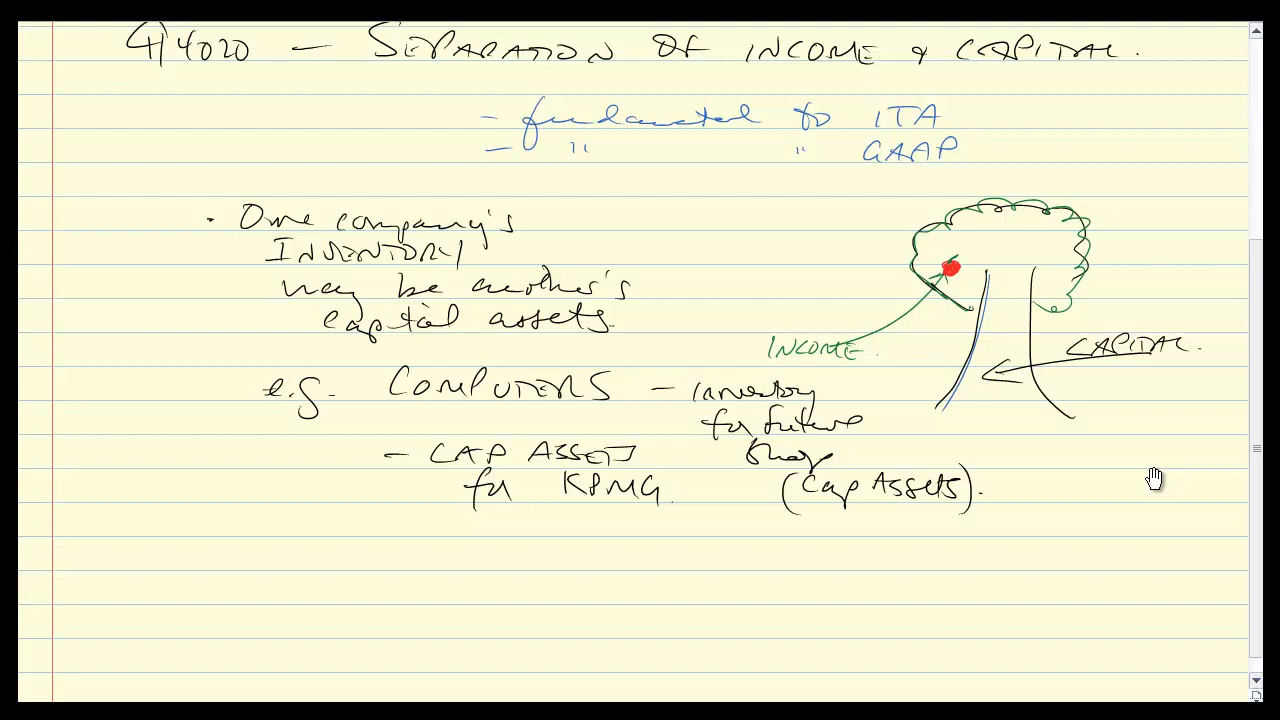 4) 4020 — SEPARATION OF INCOME & CAPITAL.
- fundamental to ITA
- " " GAAP
· One company's
INVENTORY
may be another's
capital assets.
INCOME.
CAPITAL.
e.g. COMPUTERS — inventory
for Future
Shop
- CAP ASSETS
for KPMG.
(Cap Assets).